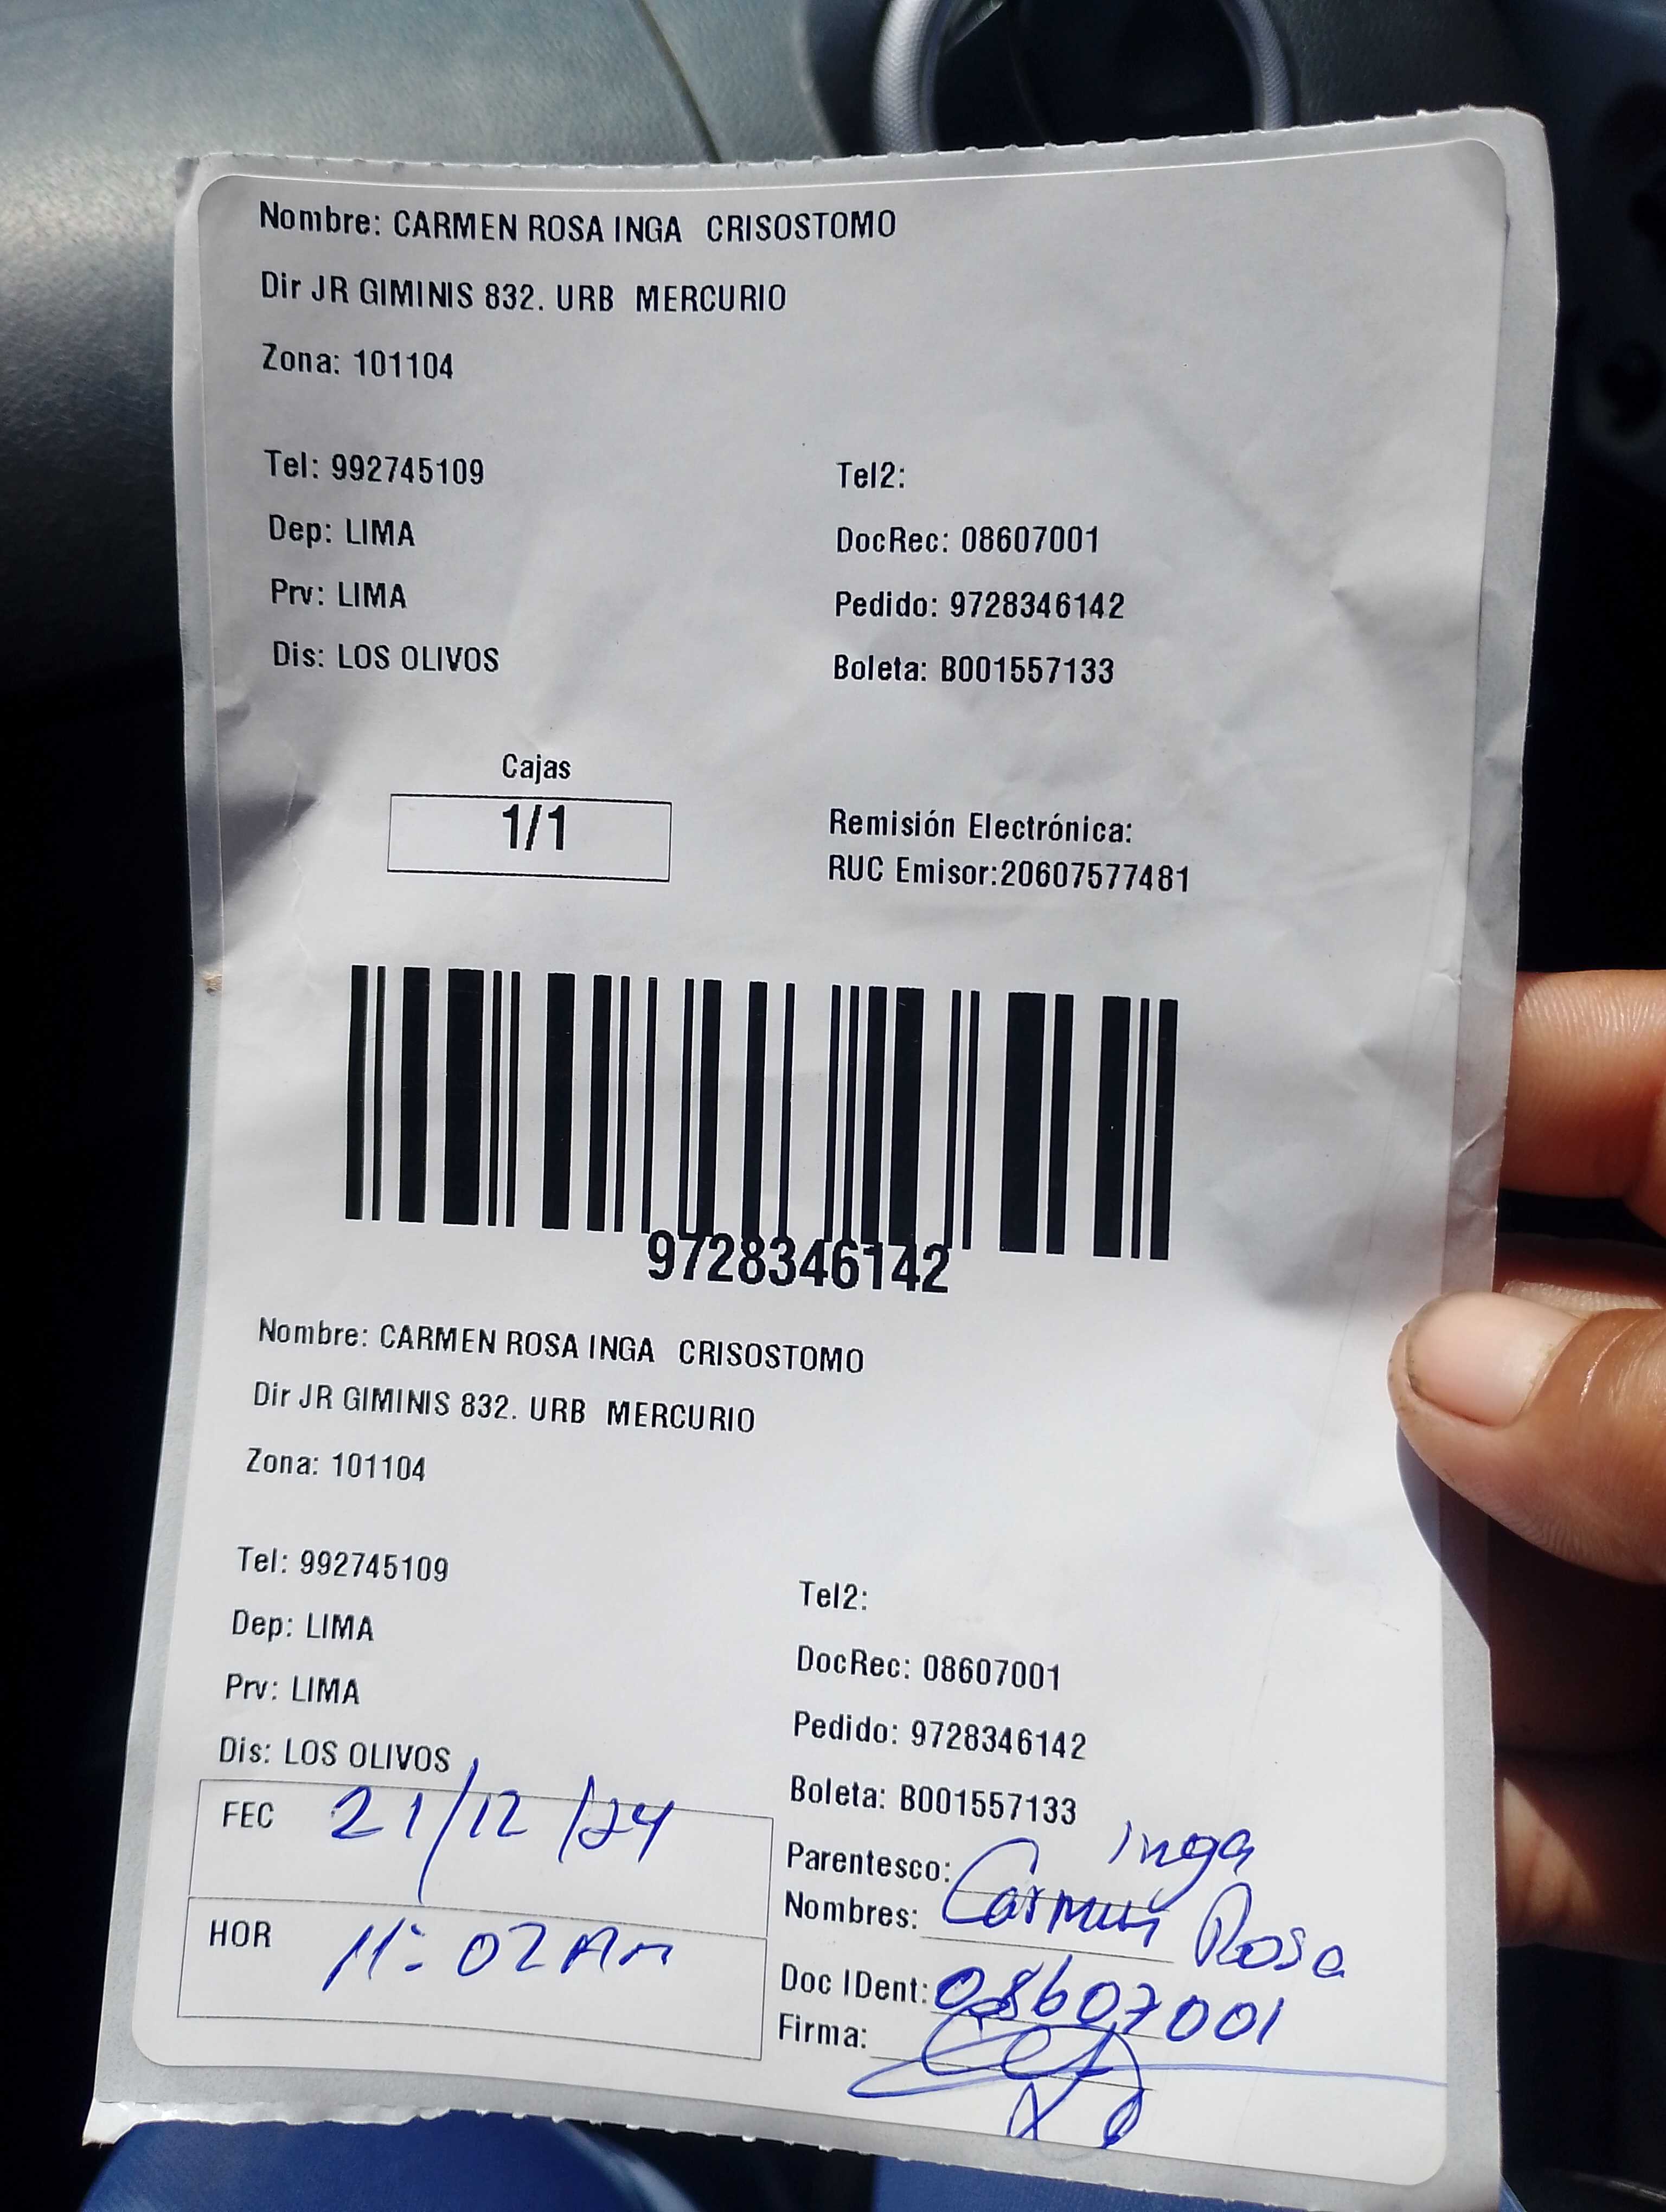 Nombre: CARMEN ROSA INGA CRISOSTOMO
Dir JR GIMINIS 832. URB MERCURIO
Zona: 101104
Tel: 992745109
Tel2:
Dep: LIMA
DocRec: 08607001
Prv: LIMA
Pedido: 9728346142
Dis: LOS OLIVOS
Boleta: B001557133
Cajas
1/1
Remisión Electrónica:
RUC Emisor:20607577481
9728346142
Nombre: CARMEN ROSA INGA CRISOSTOMO
Dir JR GIMINIS 832. URB MERCURIO
Zona: 101104
Tel: 992745109
Tel2:
Dep: LIMA
DocRec: 08607001
Prv: LIMA
Pedido: 9728346142
Dis: LOS OLIVOS
Boleta: B001557133
FEC 21/12/24
HOR 11:02 AM
Parentesco: Inga
Nombres: Carmen Rosa
Doc IDent: 08607001
Firma: